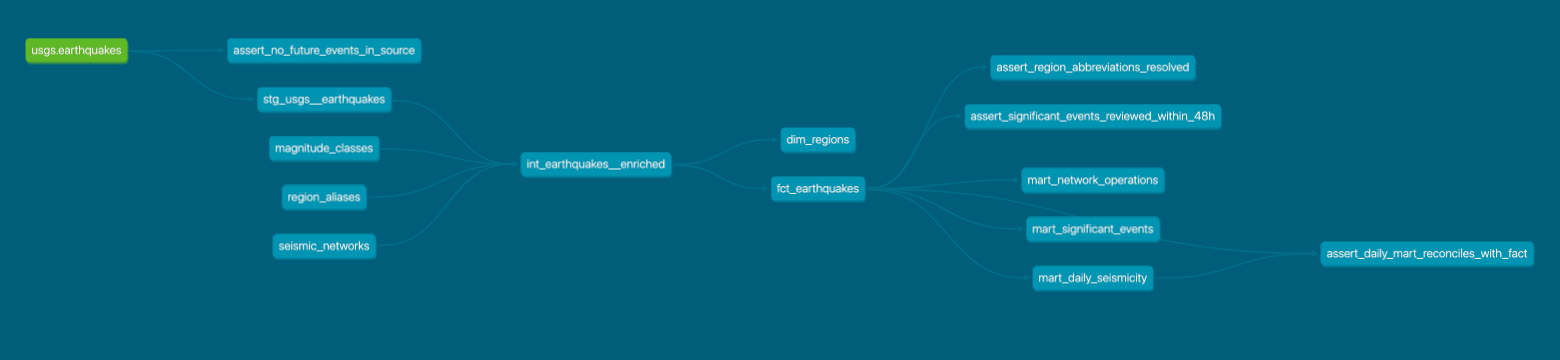 usgs.earthquakes
assert_no_future_events_in_source
stg_usgs__earthquakes
magnitude_classes
region_aliases
seismic_networks
int_earthquakes__enriched
dim_regions
fct_earthquakes
assert_region_abbreviations_resolved
assert_significant_events_reviewed_within_48h
mart_network_operations
mart_significant_events
mart_daily_seismicity
assert_daily_mart_reconciles_with_fact